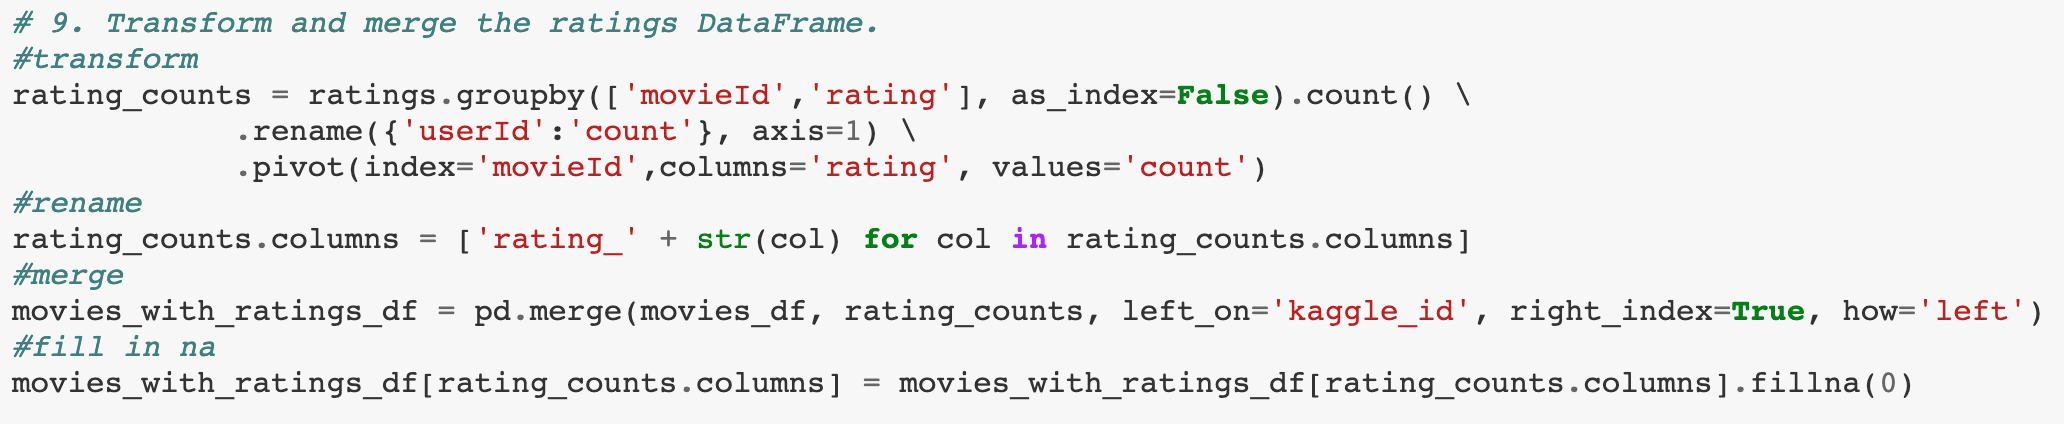 # 9. Transform and merge the ratings DataFrame.
#transform
rating_counts = ratings.groupby(['movieId','rating'], as_index=False).count() \
            .rename({'userId':'count'}, axis=1) \
            .pivot(index='movieId',columns='rating', values='count')
#rename
rating_counts.columns = ['rating_' + str(col) for col in rating_counts.columns]
#merge
movies_with_ratings_df = pd.merge(movies_df, rating_counts, left_on='kaggle_id', right_index=True, how='left')
#fill in na
movies_with_ratings_df[rating_counts.columns] = movies_with_ratings_df[rating_counts.columns].fillna(0)